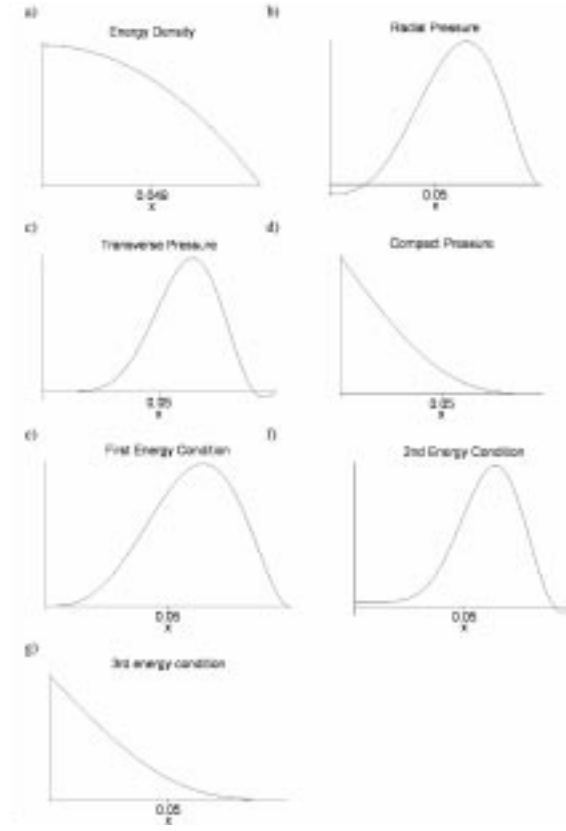 a)
Energy Density
0.049
x
b)
Radial Pressure
0.05
x
c)
Transverse Pressure
0.05
x
d)
Compact Pressure
0.05
x
e)
First Energy Condition
0.05
x
f)
2nd Energy Condition
0.05
x
g)
3rd energy condition
0.05
x